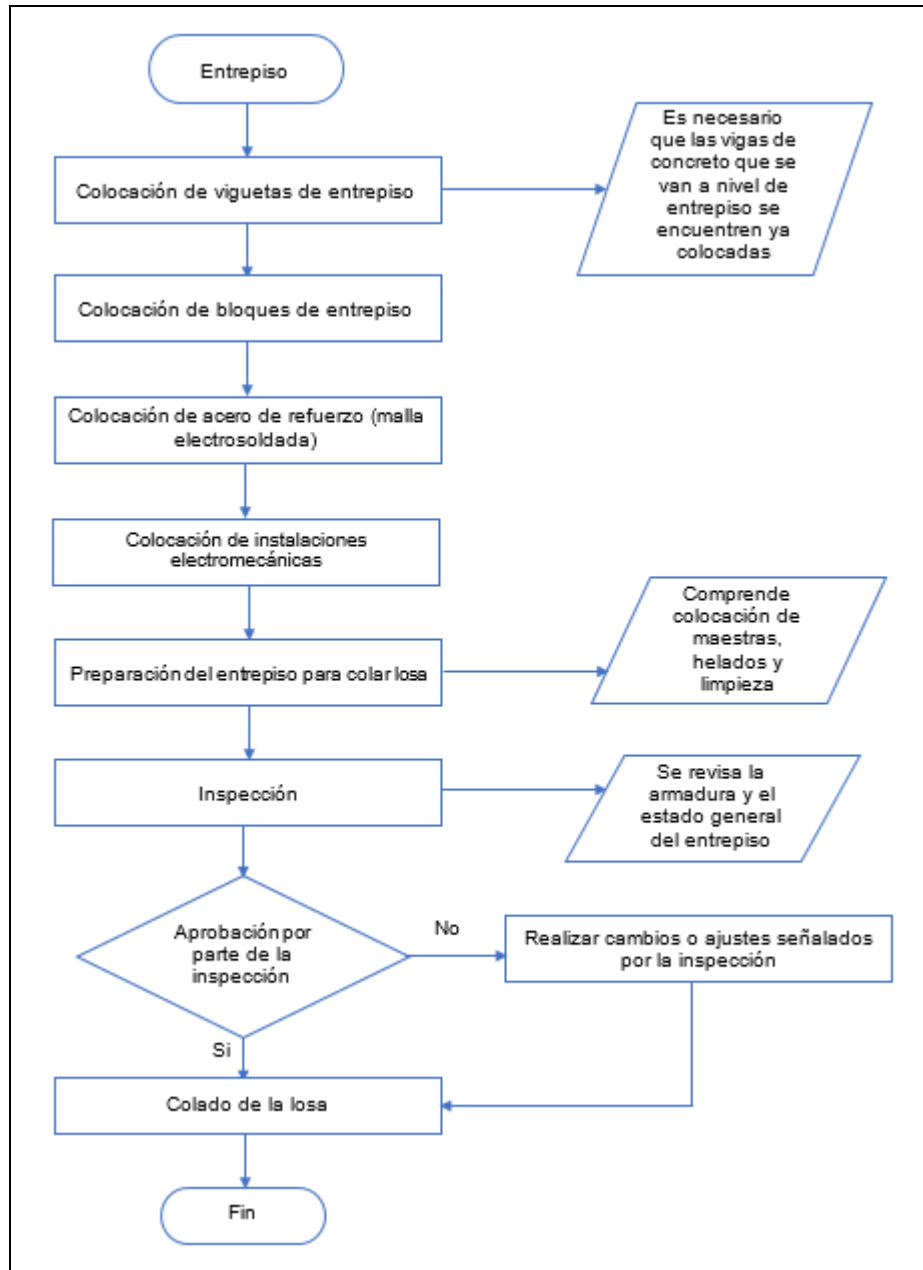 Entrepiso
Es necesario
que las vigas de
concreto que se
van a nivel de
entrepiso se
encuentren ya
colocadas
Colocación de viguetas de entrepiso
Colocación de bloques de entrepiso
Colocación de acero de refuerzo (malla
electrosoldada)
Colocación de instalaciones
electromecánicas
Comprende
colocación de
maestras,
helados y
limpieza
Preparación del entrepiso para colar losa
Inspección
Se revisa la
armadura y el
estado general
del entrepiso
Aprobación por
parte de la
inspección
No
Realizar cambios o ajustes señalados
por la inspección
Si
Colado de la losa
Fin